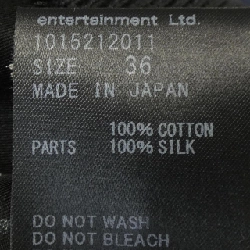 entertainment Ltd.
1015212011
SIZE 36
MADE IN JAPAN
100% COTTON
PARTS 100% SILK
DO NOT WASH
DO NOT BLEACH